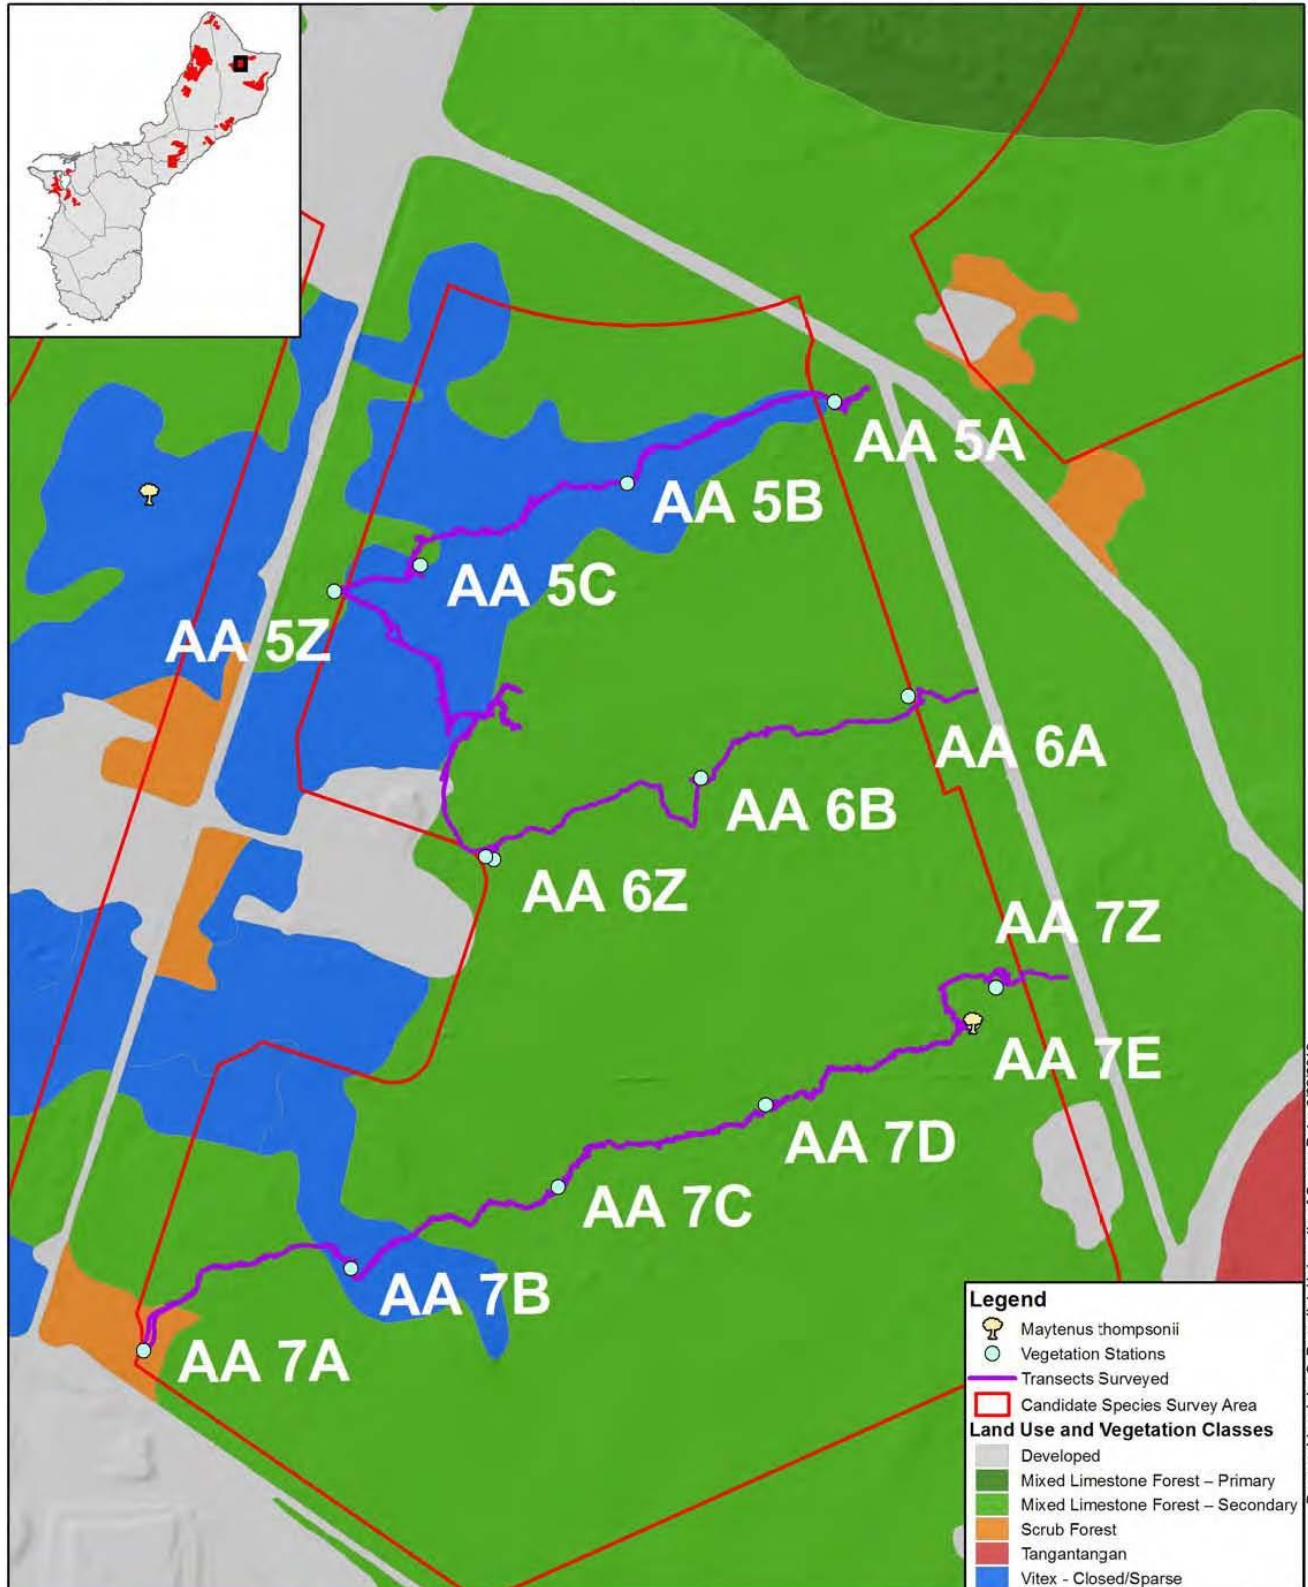 AA 5A
AA 5B
AA 5C
AA 5Z
AA 6A
AA 6B
AA 6Z
AA 7Z
AA 7E
AA 7D
AA 7C
AA 7B
AA 7A
Legend
Maytenus thompsonii
Vegetation Stations
Transects Surveyed
Candidate Species Survey Area
Land Use and Vegetation Classes
Developed
Mixed Limestone Forest – Primary
Mixed Limestone Forest – Secondary
Scrub Forest
Tangantangan
Vitex - Closed/Sparse